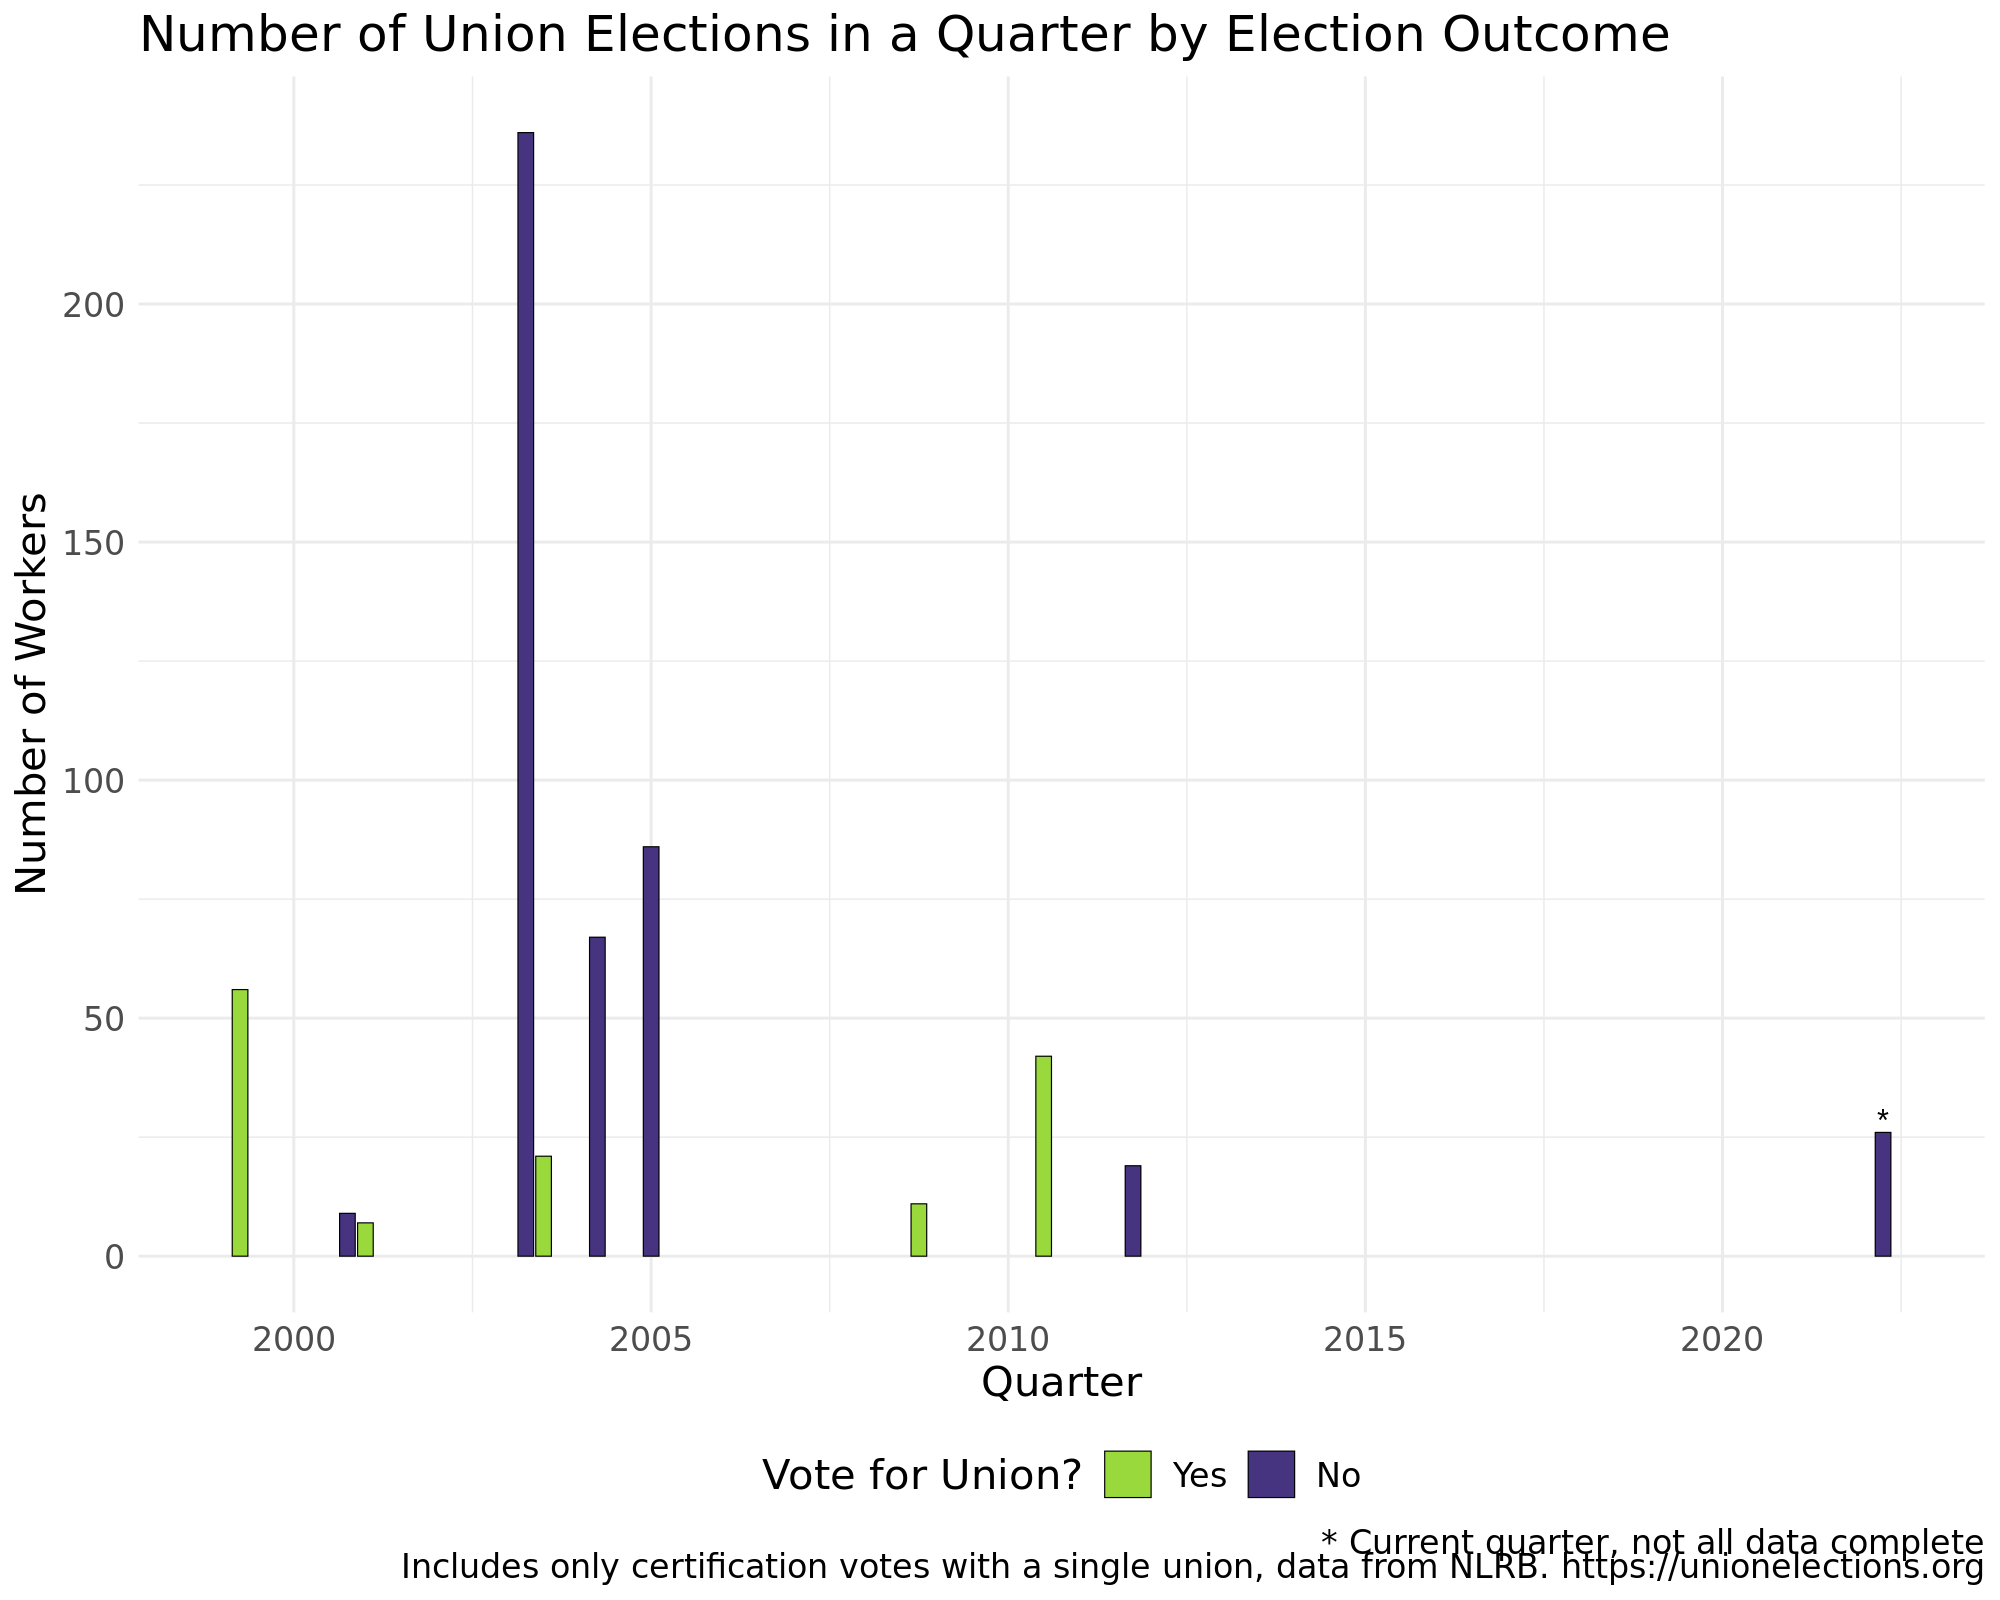 Number of Union Elections in a Quarter by Election Outcome
Number of Workers
200
150
100
50
0
*
2000 2005 2010 2015 2020
Quarter
Vote for Union? Yes No
* Current quarter, not all data complete
Includes only certification votes with a single union, data from NLRB. https://unionelections.org